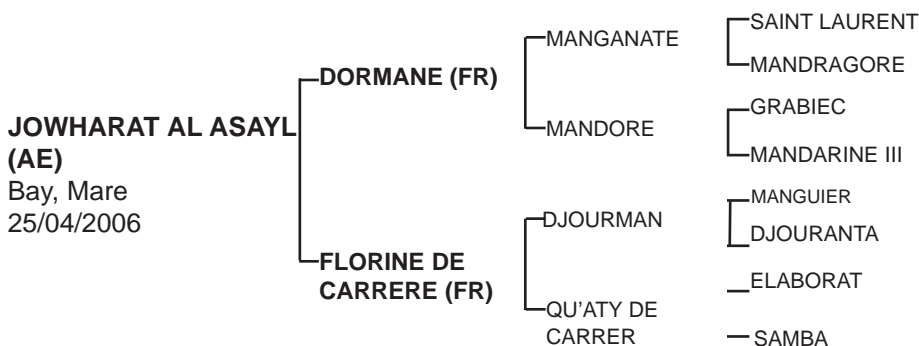 JOWHARAT AL ASAYL
(AE)
Bay, Mare
25/04/2006
DORMANE (FR)
FLORINE DE
CARRERE (FR)
MANGANATE
MANDORE
DJOURMAN
QU'ATY DE
CARRER
SAINT LAURENT
MANDRAGORE
GRABIEC
MANDARINE III
MANGUIER
DJOURANTA
ELABORAT
SAMBA